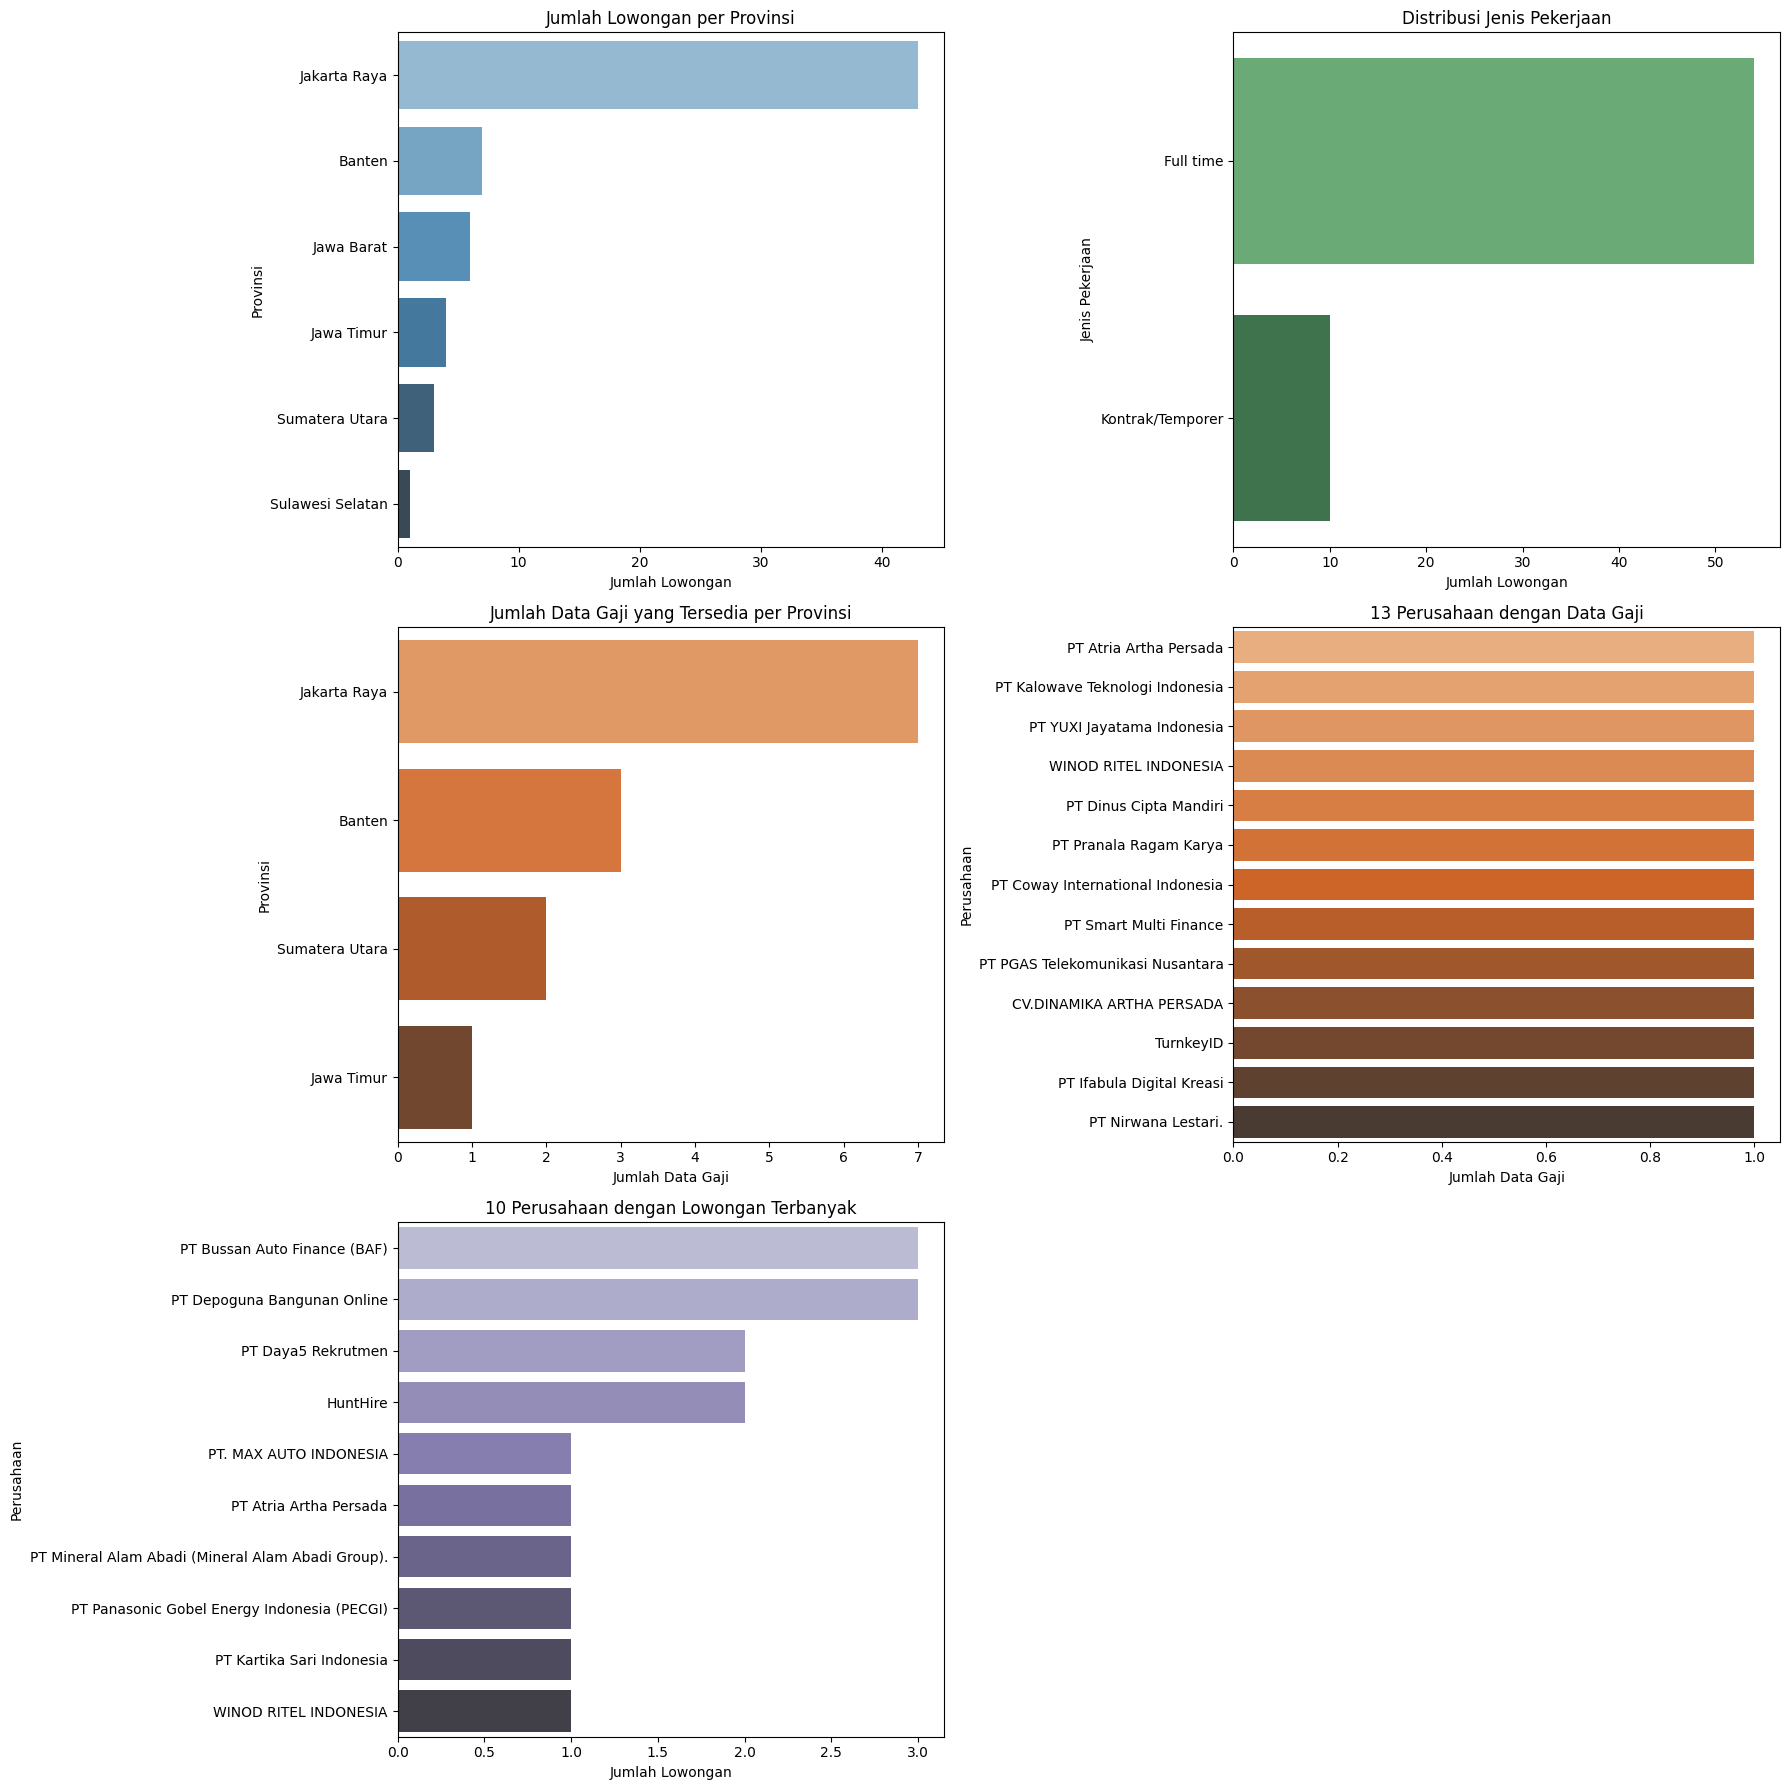 Jumlah Lowongan per Provinsi
Provinsi
Jakarta Raya
Banten
Jawa Barat
Jawa Timur
Sumatera Utara
Sulawesi Selatan
0 10 20 30 40
Jumlah Lowongan
Distribusi Jenis Pekerjaan
Jenis Pekerjaan
Full time
Kontrak/Temporer
0 10 20 30 40 50
Jumlah Lowongan
Jumlah Data Gaji yang Tersedia per Provinsi
Provinsi
Jakarta Raya
Banten
Sumatera Utara
Jawa Timur
0 1 2 3 4 5 6 7
Jumlah Data Gaji
13 Perusahaan dengan Data Gaji
Perusahaan
PT Atria Artha Persada
PT Kalowave Teknologi Indonesia
PT YUXI Jayatama Indonesia
WINOD RITEL INDONESIA
PT Dinus Cipta Mandiri
PT Pranala Ragam Karya
PT Coway International Indonesia
PT Smart Multi Finance
PT PGAS Telekomunikasi Nusantara
CV.DINAMIKA ARTHA PERSADA
TurnkeyID
PT Ifabula Digital Kreasi
PT Nirwana Lestari.
0.0 0.2 0.4 0.6 0.8 1.0
Jumlah Data Gaji
10 Perusahaan dengan Lowongan Terbanyak
Perusahaan
PT Bussan Auto Finance (BAF)
PT Depoguna Bangunan Online
PT Daya5 Rekrutmen
HuntHire
PT. MAX AUTO INDONESIA
PT Atria Artha Persada
PT Mineral Alam Abadi (Mineral Alam Abadi Group).
PT Panasonic Gobel Energy Indonesia (PECGI)
PT Kartika Sari Indonesia
WINOD RITEL INDONESIA
0.0 0.5 1.0 1.5 2.0 2.5 3.0
Jumlah Lowongan